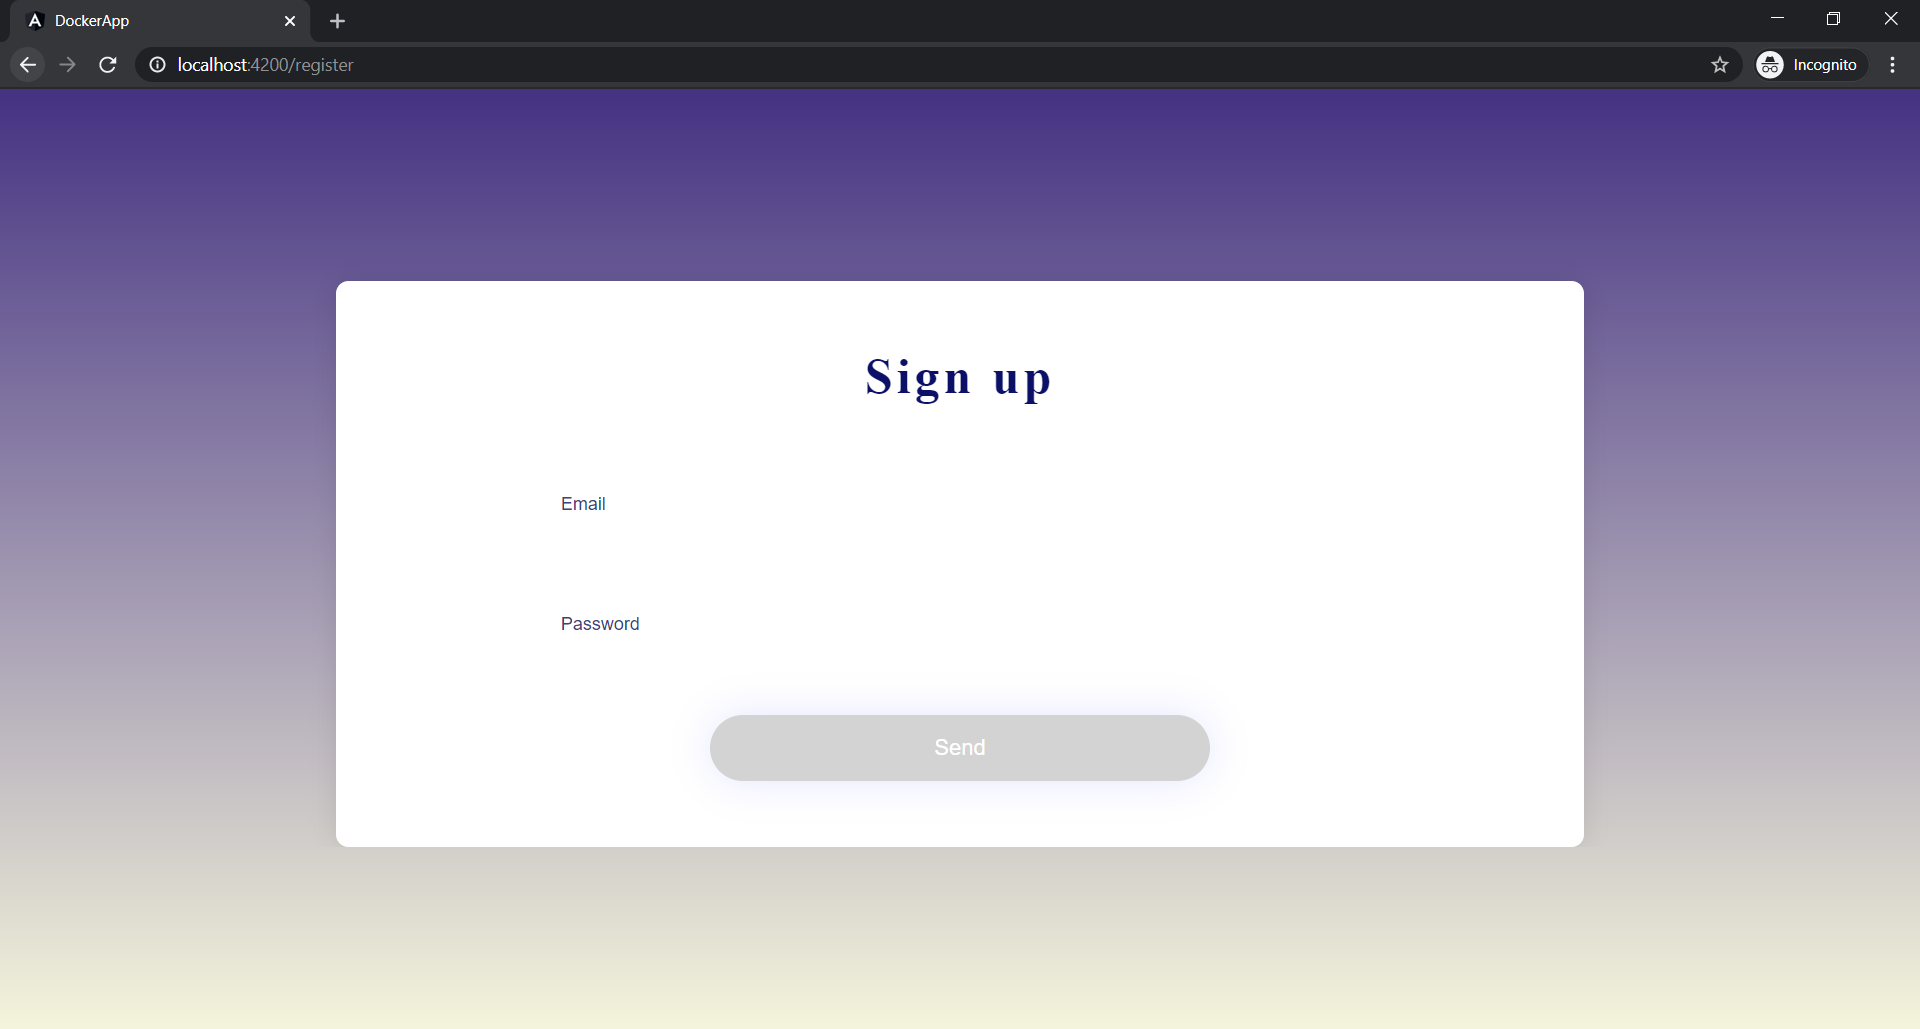 DockerApp
localhost:4200/register
Incognito
Sign up
Email
Password
Send